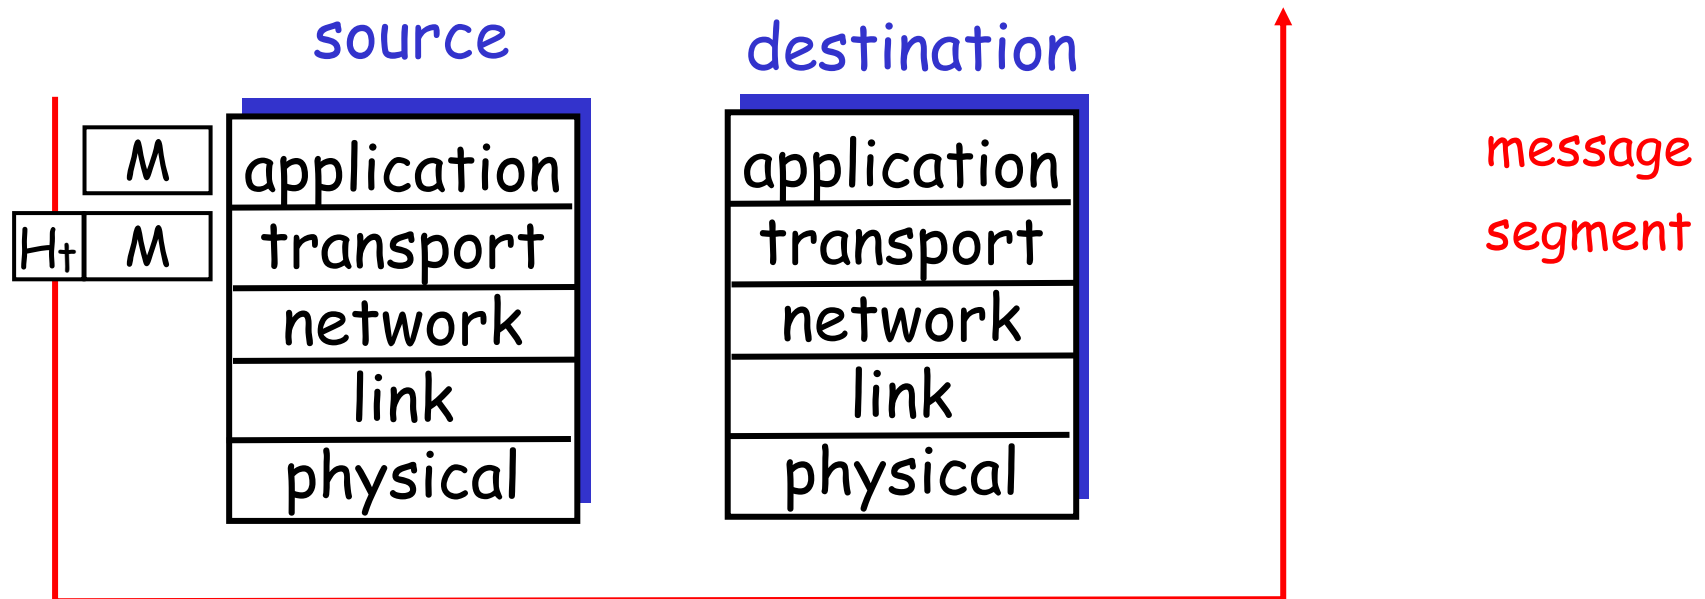 source
destination
M
application
application
message
Ht
M
transport
transport
segment
network
network
link
link
physical
physical